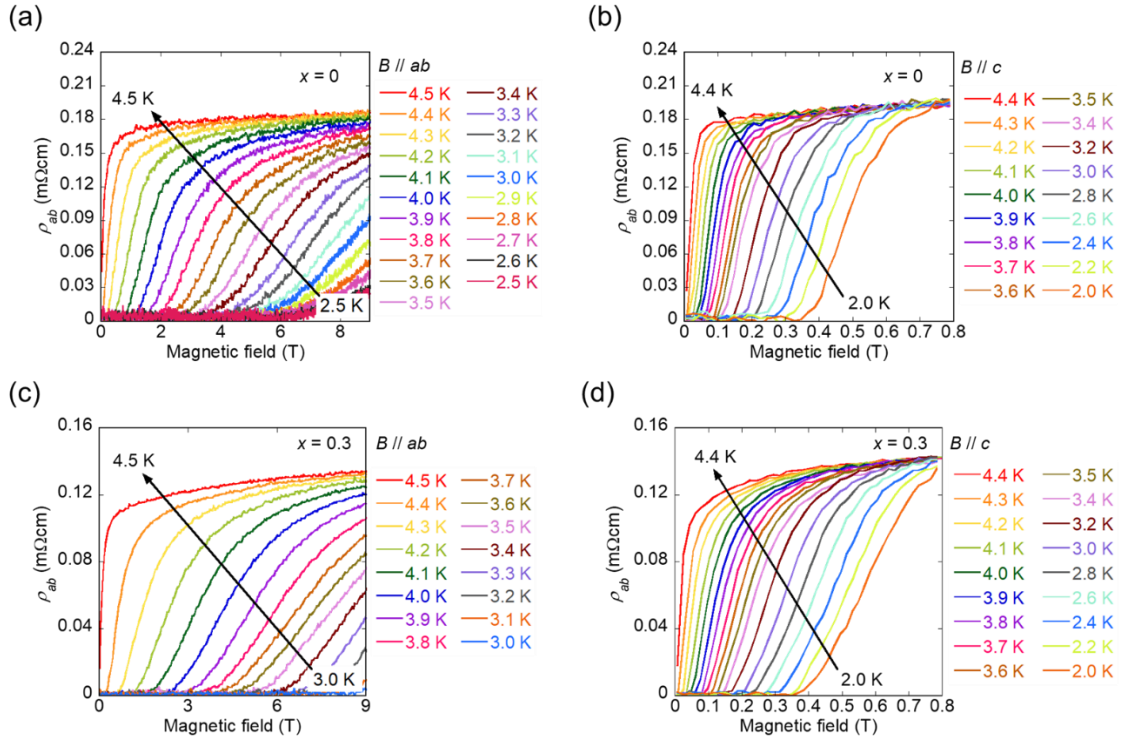 (a)
0.24
0.21
0.18
0.15
0.12
0.09
0.06
0.03
0
ρab (mΩcm)
x = 0
4.5 K
2.5 K
0 2 4 6 8
Magnetic field (T)
B // ab
4.5 K 3.4 K
4.4 K 3.3 K
4.3 K 3.2 K
4.2 K 3.1 K
4.1 K 3.0 K
4.0 K 2.9 K
3.9 K 2.8 K
3.8 K 2.7 K
3.7 K 2.6 K
3.6 K 2.5 K
3.5 K
(b)
0.24
0.21
0.18
0.15
0.12
0.09
0.06
0.03
0
ρab (mΩcm)
x = 0
4.4 K
2.0 K
0 0.1 0.2 0.3 0.4 0.5 0.6 0.7 0.8
Magnetic field (T)
B // c
4.4 K 3.5 K
4.3 K 3.4 K
4.2 K 3.2 K
4.1 K 3.0 K
4.0 K 2.8 K
3.9 K 2.6 K
3.8 K 2.4 K
3.7 K 2.2 K
3.6 K 2.0 K
(c)
0.16
0.12
0.08
0.04
0
ρab (mΩcm)
x = 0.3
4.5 K
3.0 K
0 3 6 9
Magnetic field (T)
B // ab
4.5 K 3.7 K
4.4 K 3.6 K
4.3 K 3.5 K
4.2 K 3.4 K
4.1 K 3.3 K
4.0 K 3.2 K
3.9 K 3.1 K
3.8 K 3.0 K
(d)
0.16
0.12
0.08
0.04
0
ρab (mΩcm)
x = 0.3
4.4 K
2.0 K
0 0.1 0.2 0.3 0.4 0.5 0.6 0.7 0.8
Magnetic field (T)
B // c
4.4 K 3.5 K
4.3 K 3.4 K
4.2 K 3.2 K
4.1 K 3.0 K
4.0 K 2.8 K
3.9 K 2.6 K
3.8 K 2.4 K
3.7 K 2.2 K
3.6 K 2.0 K